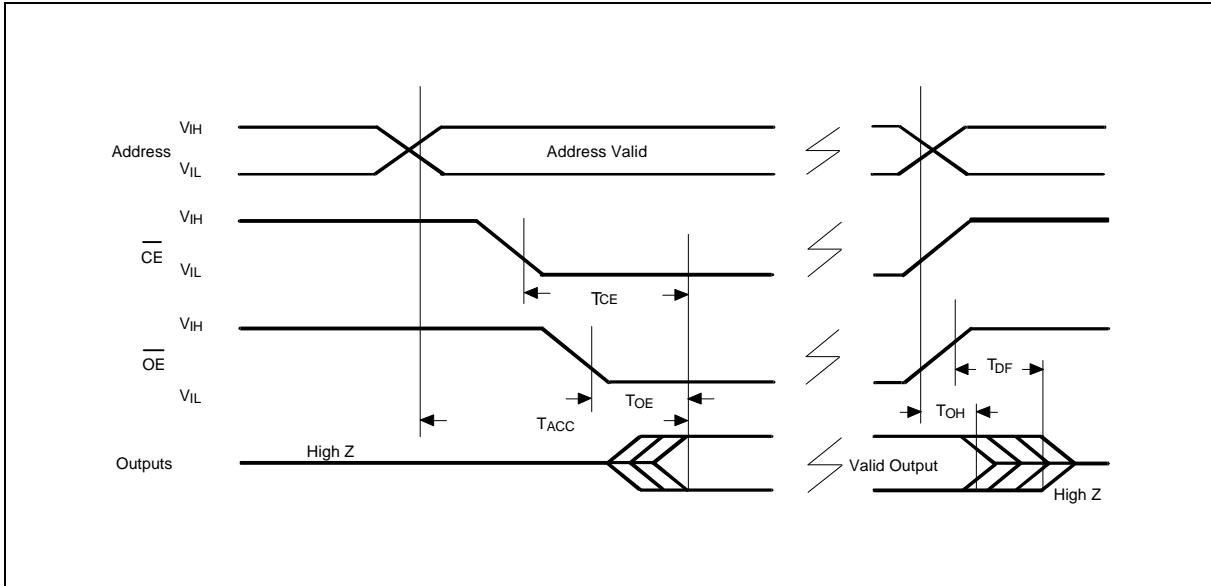 VIH
Address
Address Valid
VIL
VIH
CE
VIL
TCE
VIH
OE
TDF
VIL
TOE
TOH
TACC
High Z
Outputs
Valid Output
High Z